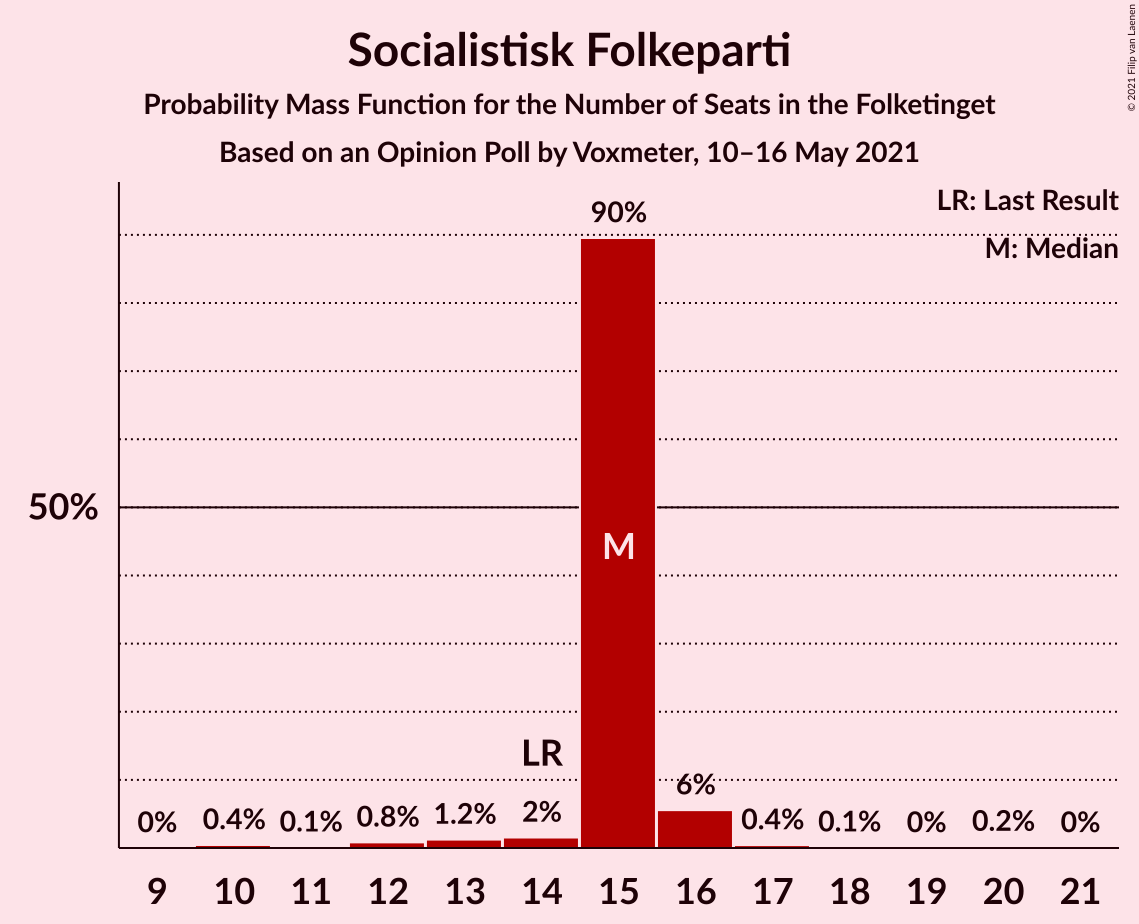 Socialistisk Folkeparti
Probability Mass Function for the Number of Seats in the Folketinget
Based on an Opinion Poll by Voxmeter, 10–16 May 2021
© 2021 Filip van Laenen
LR: Last Result
M: Median
90%
50%
M
LR
0% 0.4% 0.1% 0.8% 1.2% 2% 6% 0.4% 0.1% 0% 0.2% 0%
9 10 11 12 13 14 15 16 17 18 19 20 21